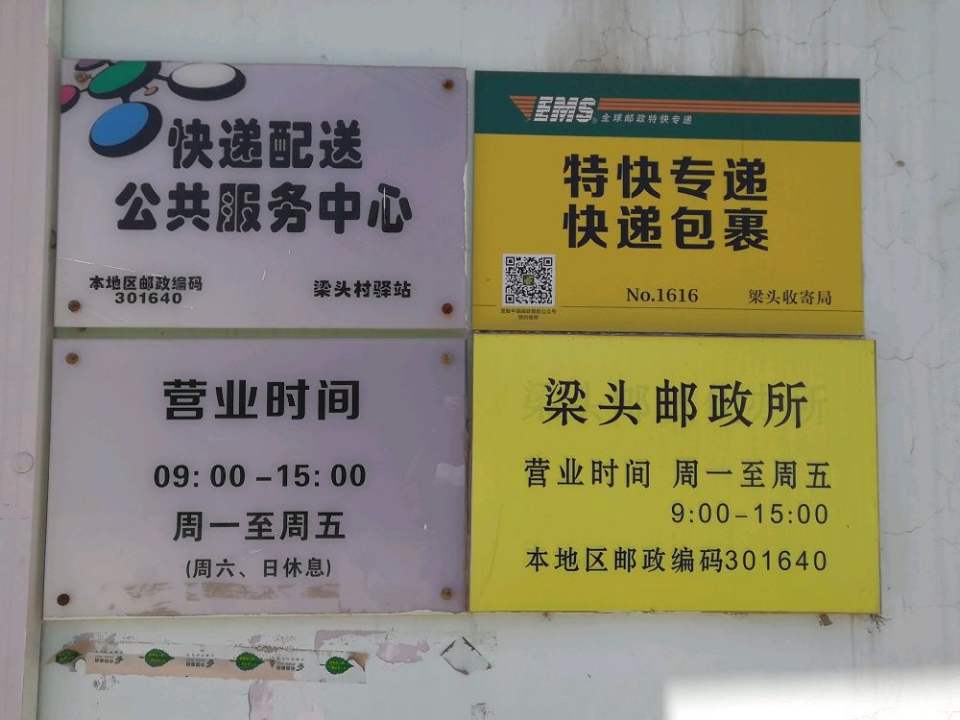 快递配送
公共服务中心
本地区邮政编码
301640
梁头村驿站
EMS 全球邮政特快专递
特快专递
快递包裹
No.1616
梁头收寄局
营业时间
09:00-15:00
周一至周五
(周六、日休息)
梁头邮政所
营业时间 周一至周五
9:00-15:00
本地区邮政编码301640